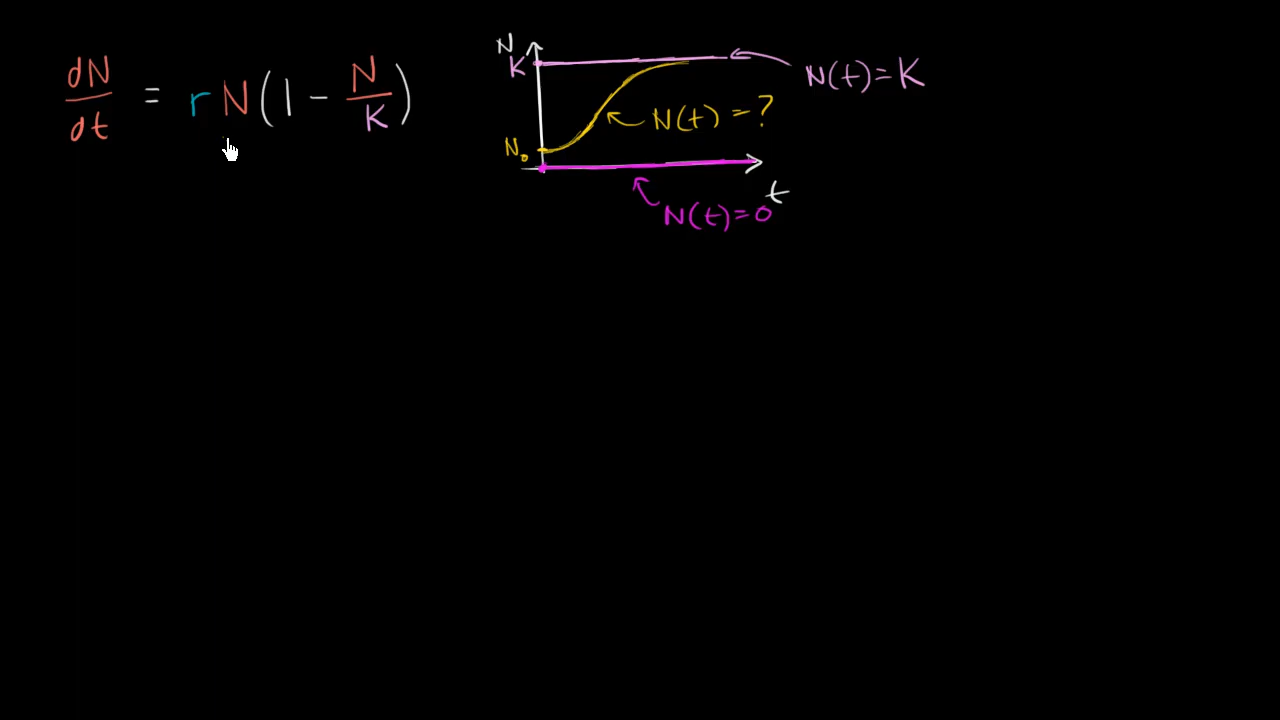 dN/dt = rN(1 - N/K)
N
K
N(t)=K
N(t) = ?
N₀
t
N(t)=0